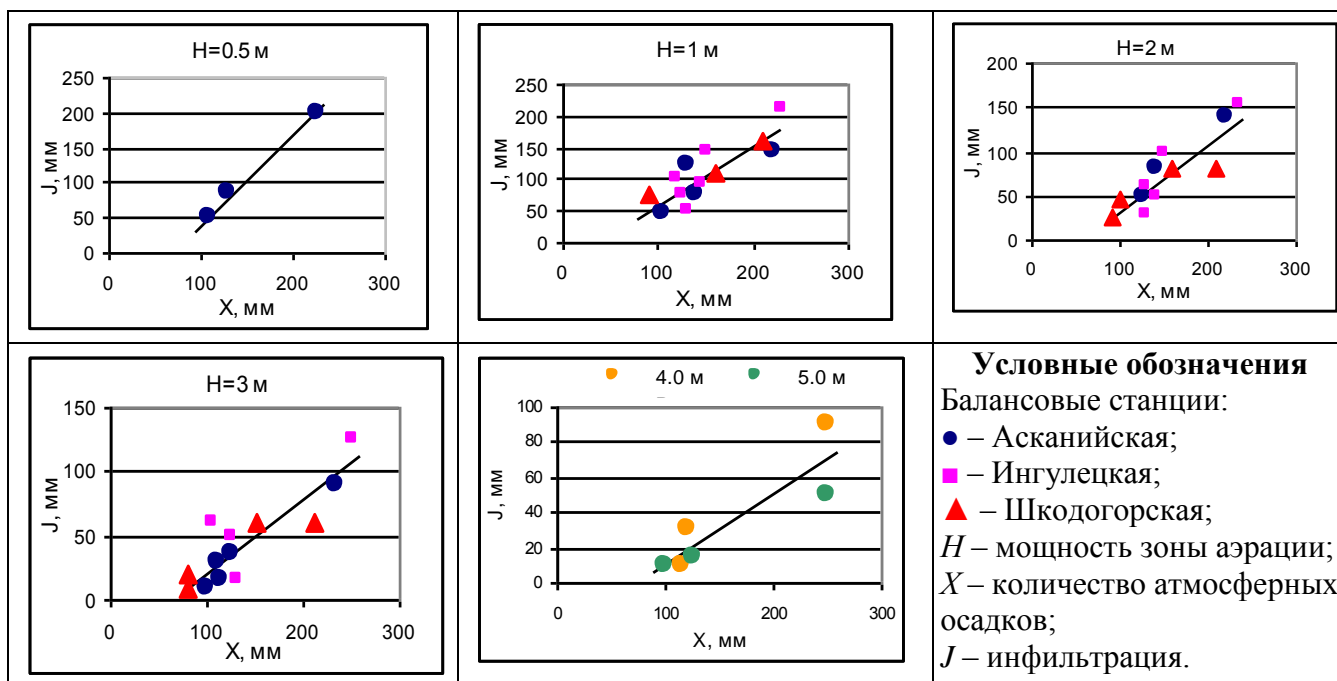 H=0.5 м
J, мм
250
200
150
100
50
0
0 100 200 300
X, мм
H=1 м
J, мм
250
200
150
100
50
0
0 100 200 300
X, мм
H=2 м
J, мм
200
150
100
50
0
0 100 200 300
X, мм
H=3 м
J, мм
150
100
50
0
0 100 200 300
X, мм
4.0 м 5.0 м
J, мм
100
80
60
40
20
0
0 100 200 300
X, мм
Условные обозначения
Балансовые станции:
– Асканийская;
– Ингулецкая;
– Шкодогорская;
H – мощность зоны аэрации;
X – количество атмосферных
осадков;
J – инфильтрация.